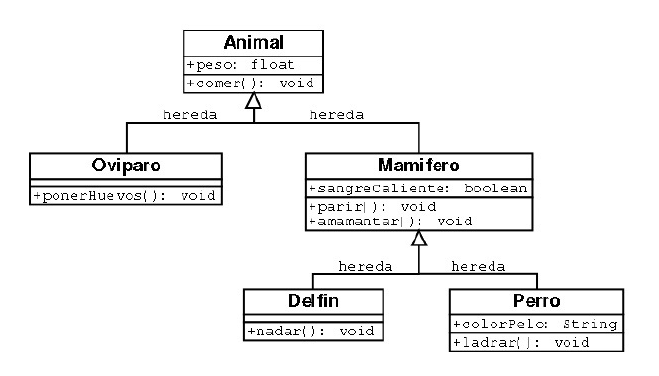 Animal
+peso: float
+comer(): void
hereda
hereda
Oviparo
+ponerHuevos(): void
Mamifero
+sangreCaliente: boolean
+parir(): void
+amamantar(): void
hereda
hereda
Delfin
+nadar(): void
Perro
+colorPelo: String
+ladrar(): void